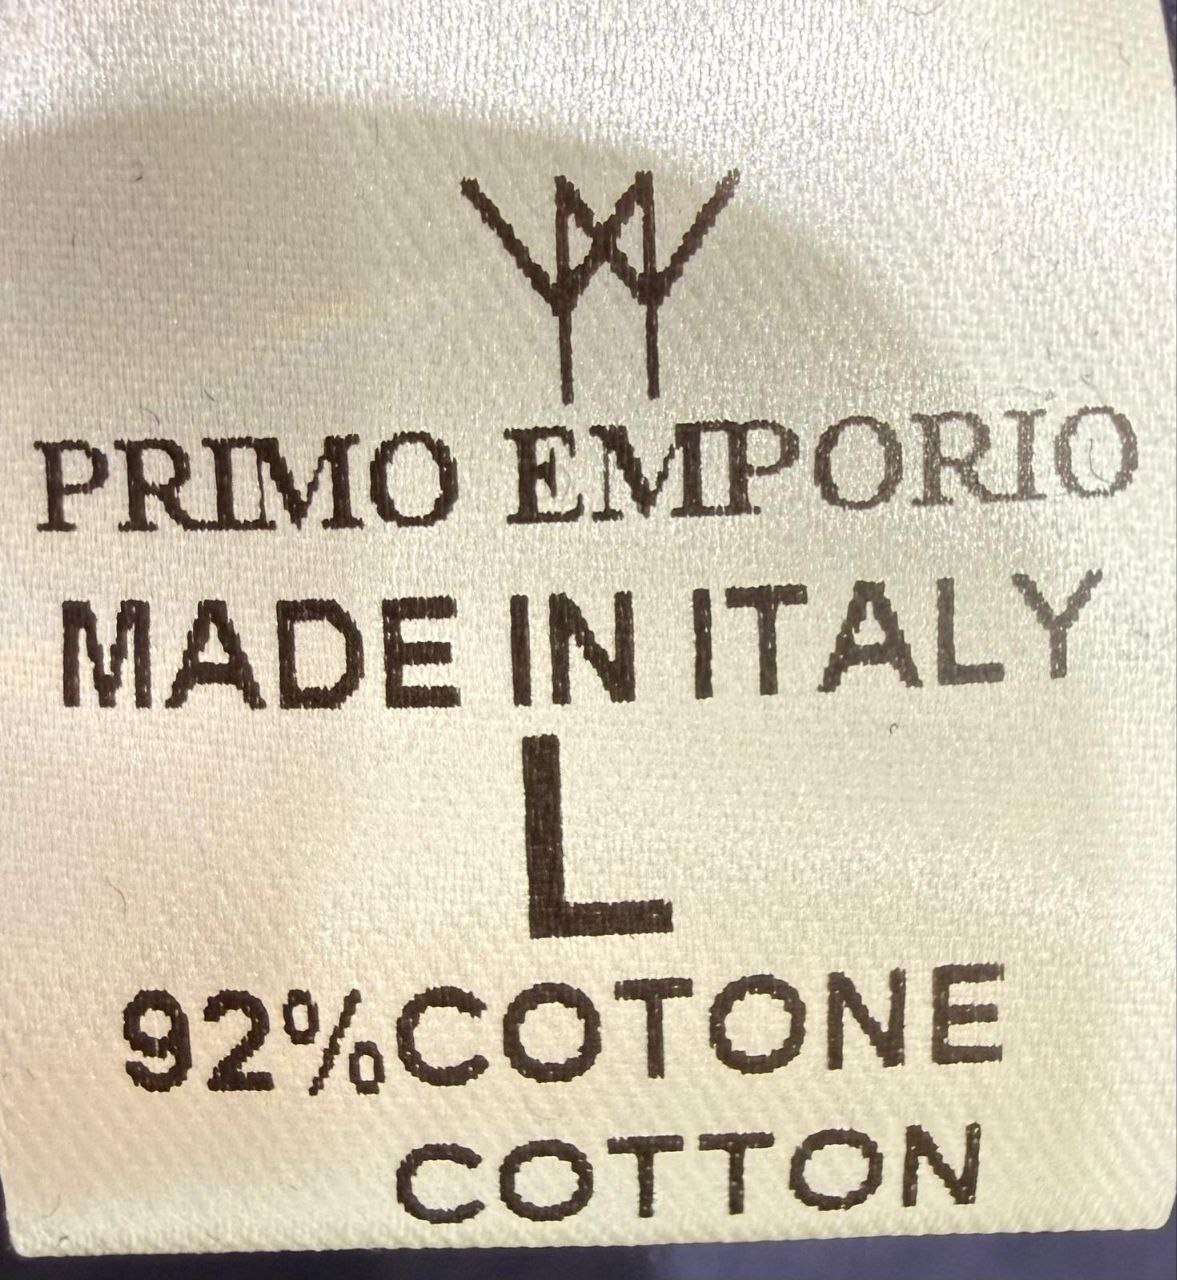 PRIMO EMPORIO
MADE IN ITALY
L
92%COTONE
COTTON